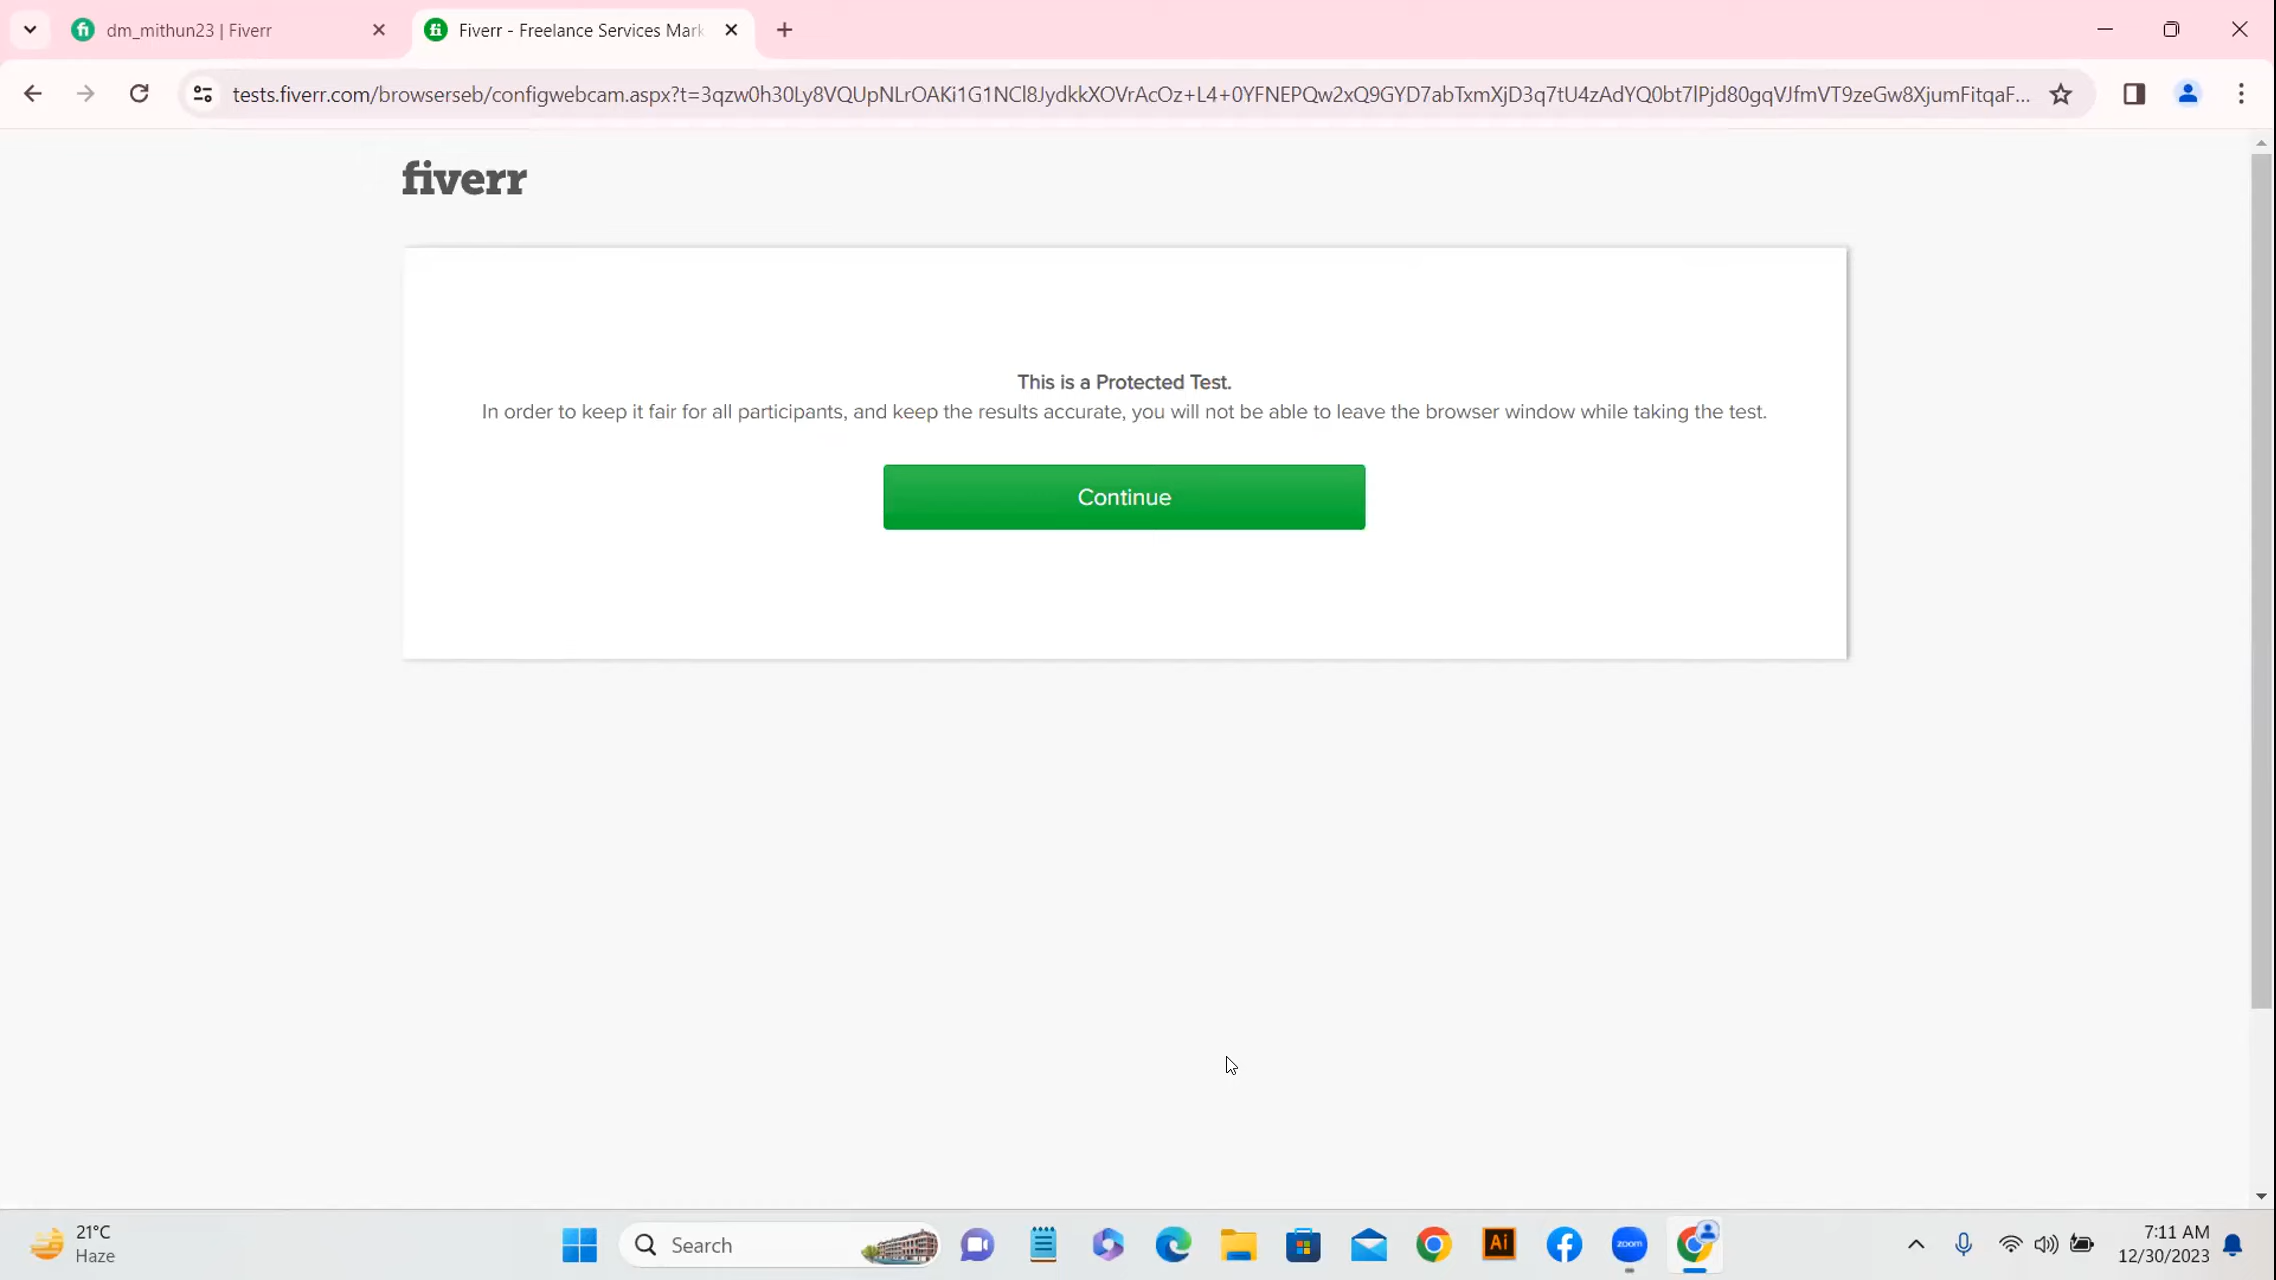 dm_mithun23 | Fiverr
Fiverr - Freelance Services Mark
tests.fiverr.com/browserseb/configwebcam.aspx?t=3qzw0h30Ly8VQUpNLrOAKi1G1NCl8JydkkXOVrAcOz+L4+0YFNEPQw2xQ9GYD7abTxmXjD3q7tU4zAdYQ0bt7lPjd80gqVJfmVT9zeGw8XjumFitqaF...
fiverr
This is a Protected Test.
In order to keep it fair for all participants, and keep the results accurate, you will not be able to leave the browser window while taking the test.
Continue
21°C
Haze
Search
Ai
zoom
7:11 AM
12/30/2023